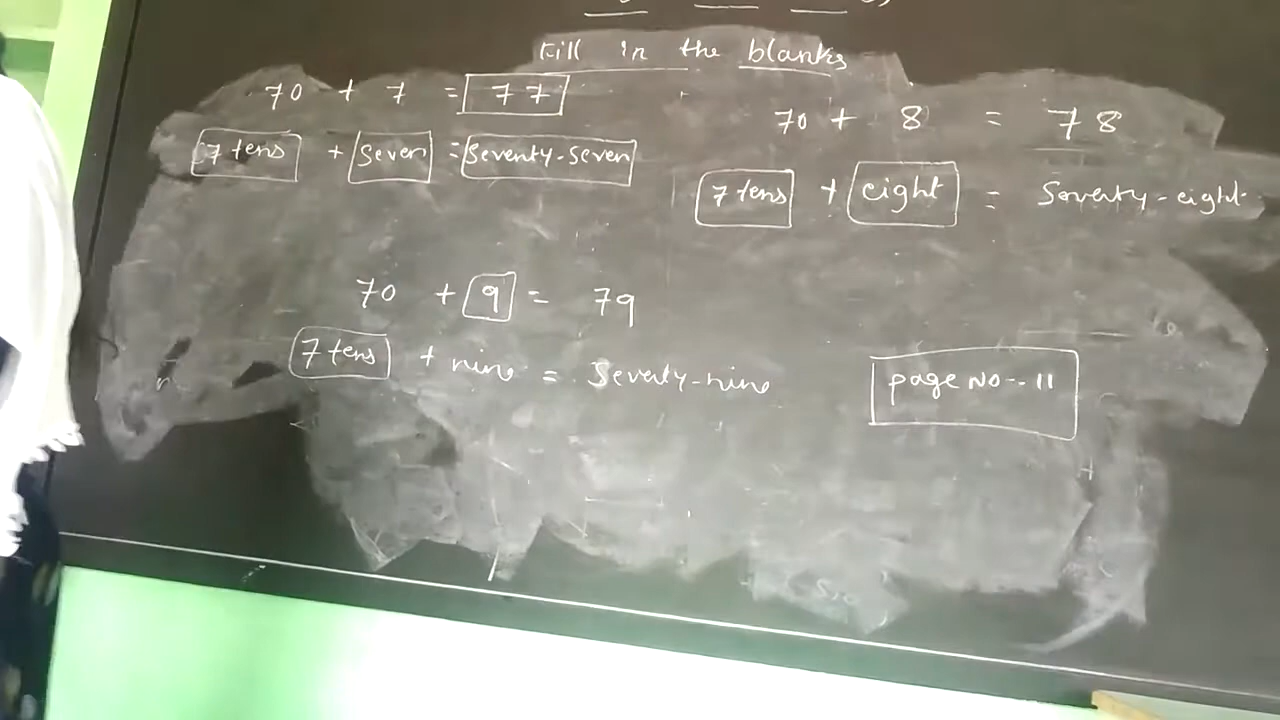 Fill in the blanks
70 + 7 = 77
7 tens + Seven = Seventy-Seven
70 + 8 = 78
7 tens + eight = Seventy-eight
70 + 9 = 79
7 tens + nine = Seventy-nine
page NO-- 11